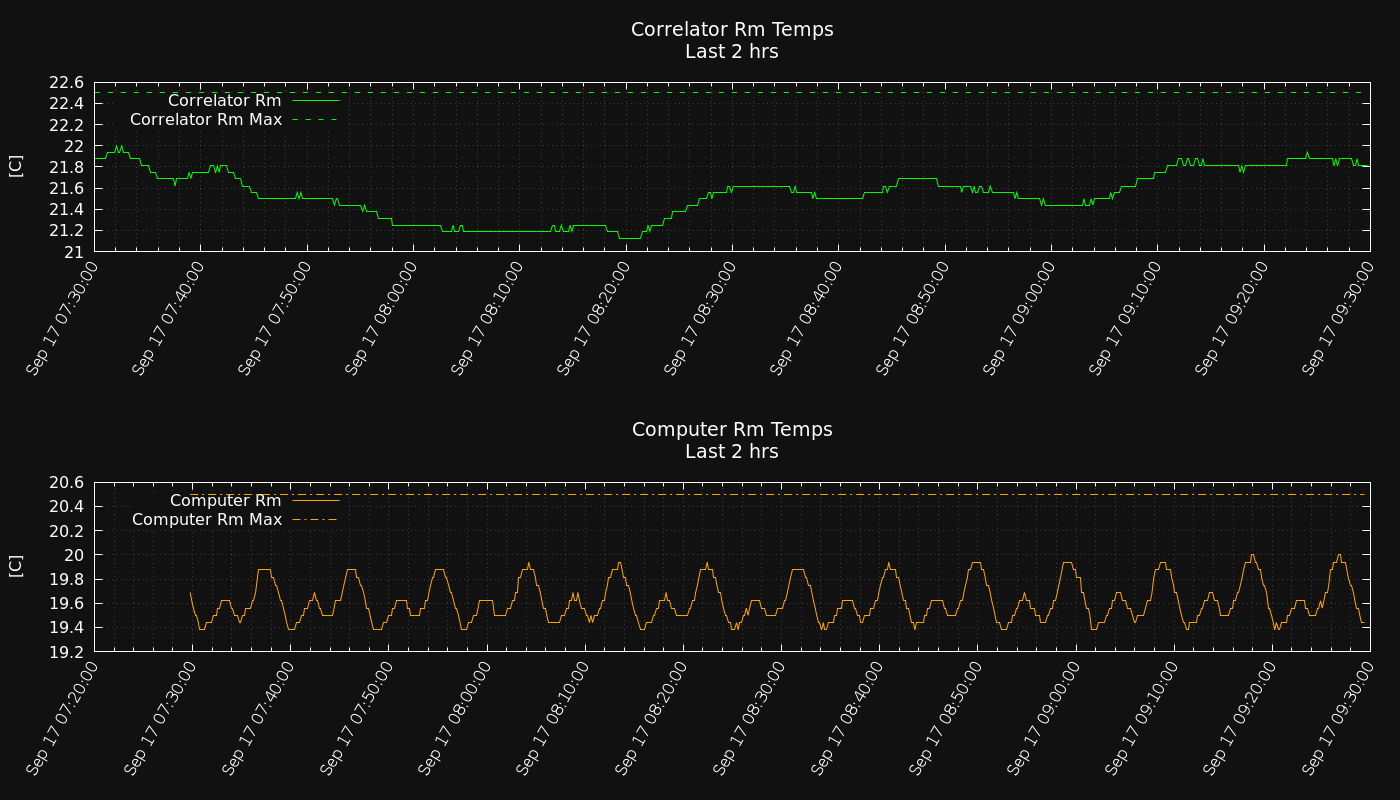 Correlator Rm Temps
Last 2 hrs
22.6
22.4
22.2
22
21.8
21.6
21.4
21.2
21
[C]
Correlator Rm
Correlator Rm Max
Sep 17 07:30:00
Sep 17 07:40:00
Sep 17 07:50:00
Sep 17 08:00:00
Sep 17 08:10:00
Sep 17 08:20:00
Sep 17 08:30:00
Sep 17 08:40:00
Sep 17 08:50:00
Sep 17 09:00:00
Sep 17 09:10:00
Sep 17 09:20:00
Sep 17 09:30:00
Computer Rm Temps
Last 2 hrs
20.6
20.4
20.2
20
19.8
19.6
19.4
19.2
[C]
Computer Rm
Computer Rm Max
Sep 17 07:20:00
Sep 17 07:30:00
Sep 17 07:40:00
Sep 17 07:50:00
Sep 17 08:00:00
Sep 17 08:10:00
Sep 17 08:20:00
Sep 17 08:30:00
Sep 17 08:40:00
Sep 17 08:50:00
Sep 17 09:00:00
Sep 17 09:10:00
Sep 17 09:20:00
Sep 17 09:30:00